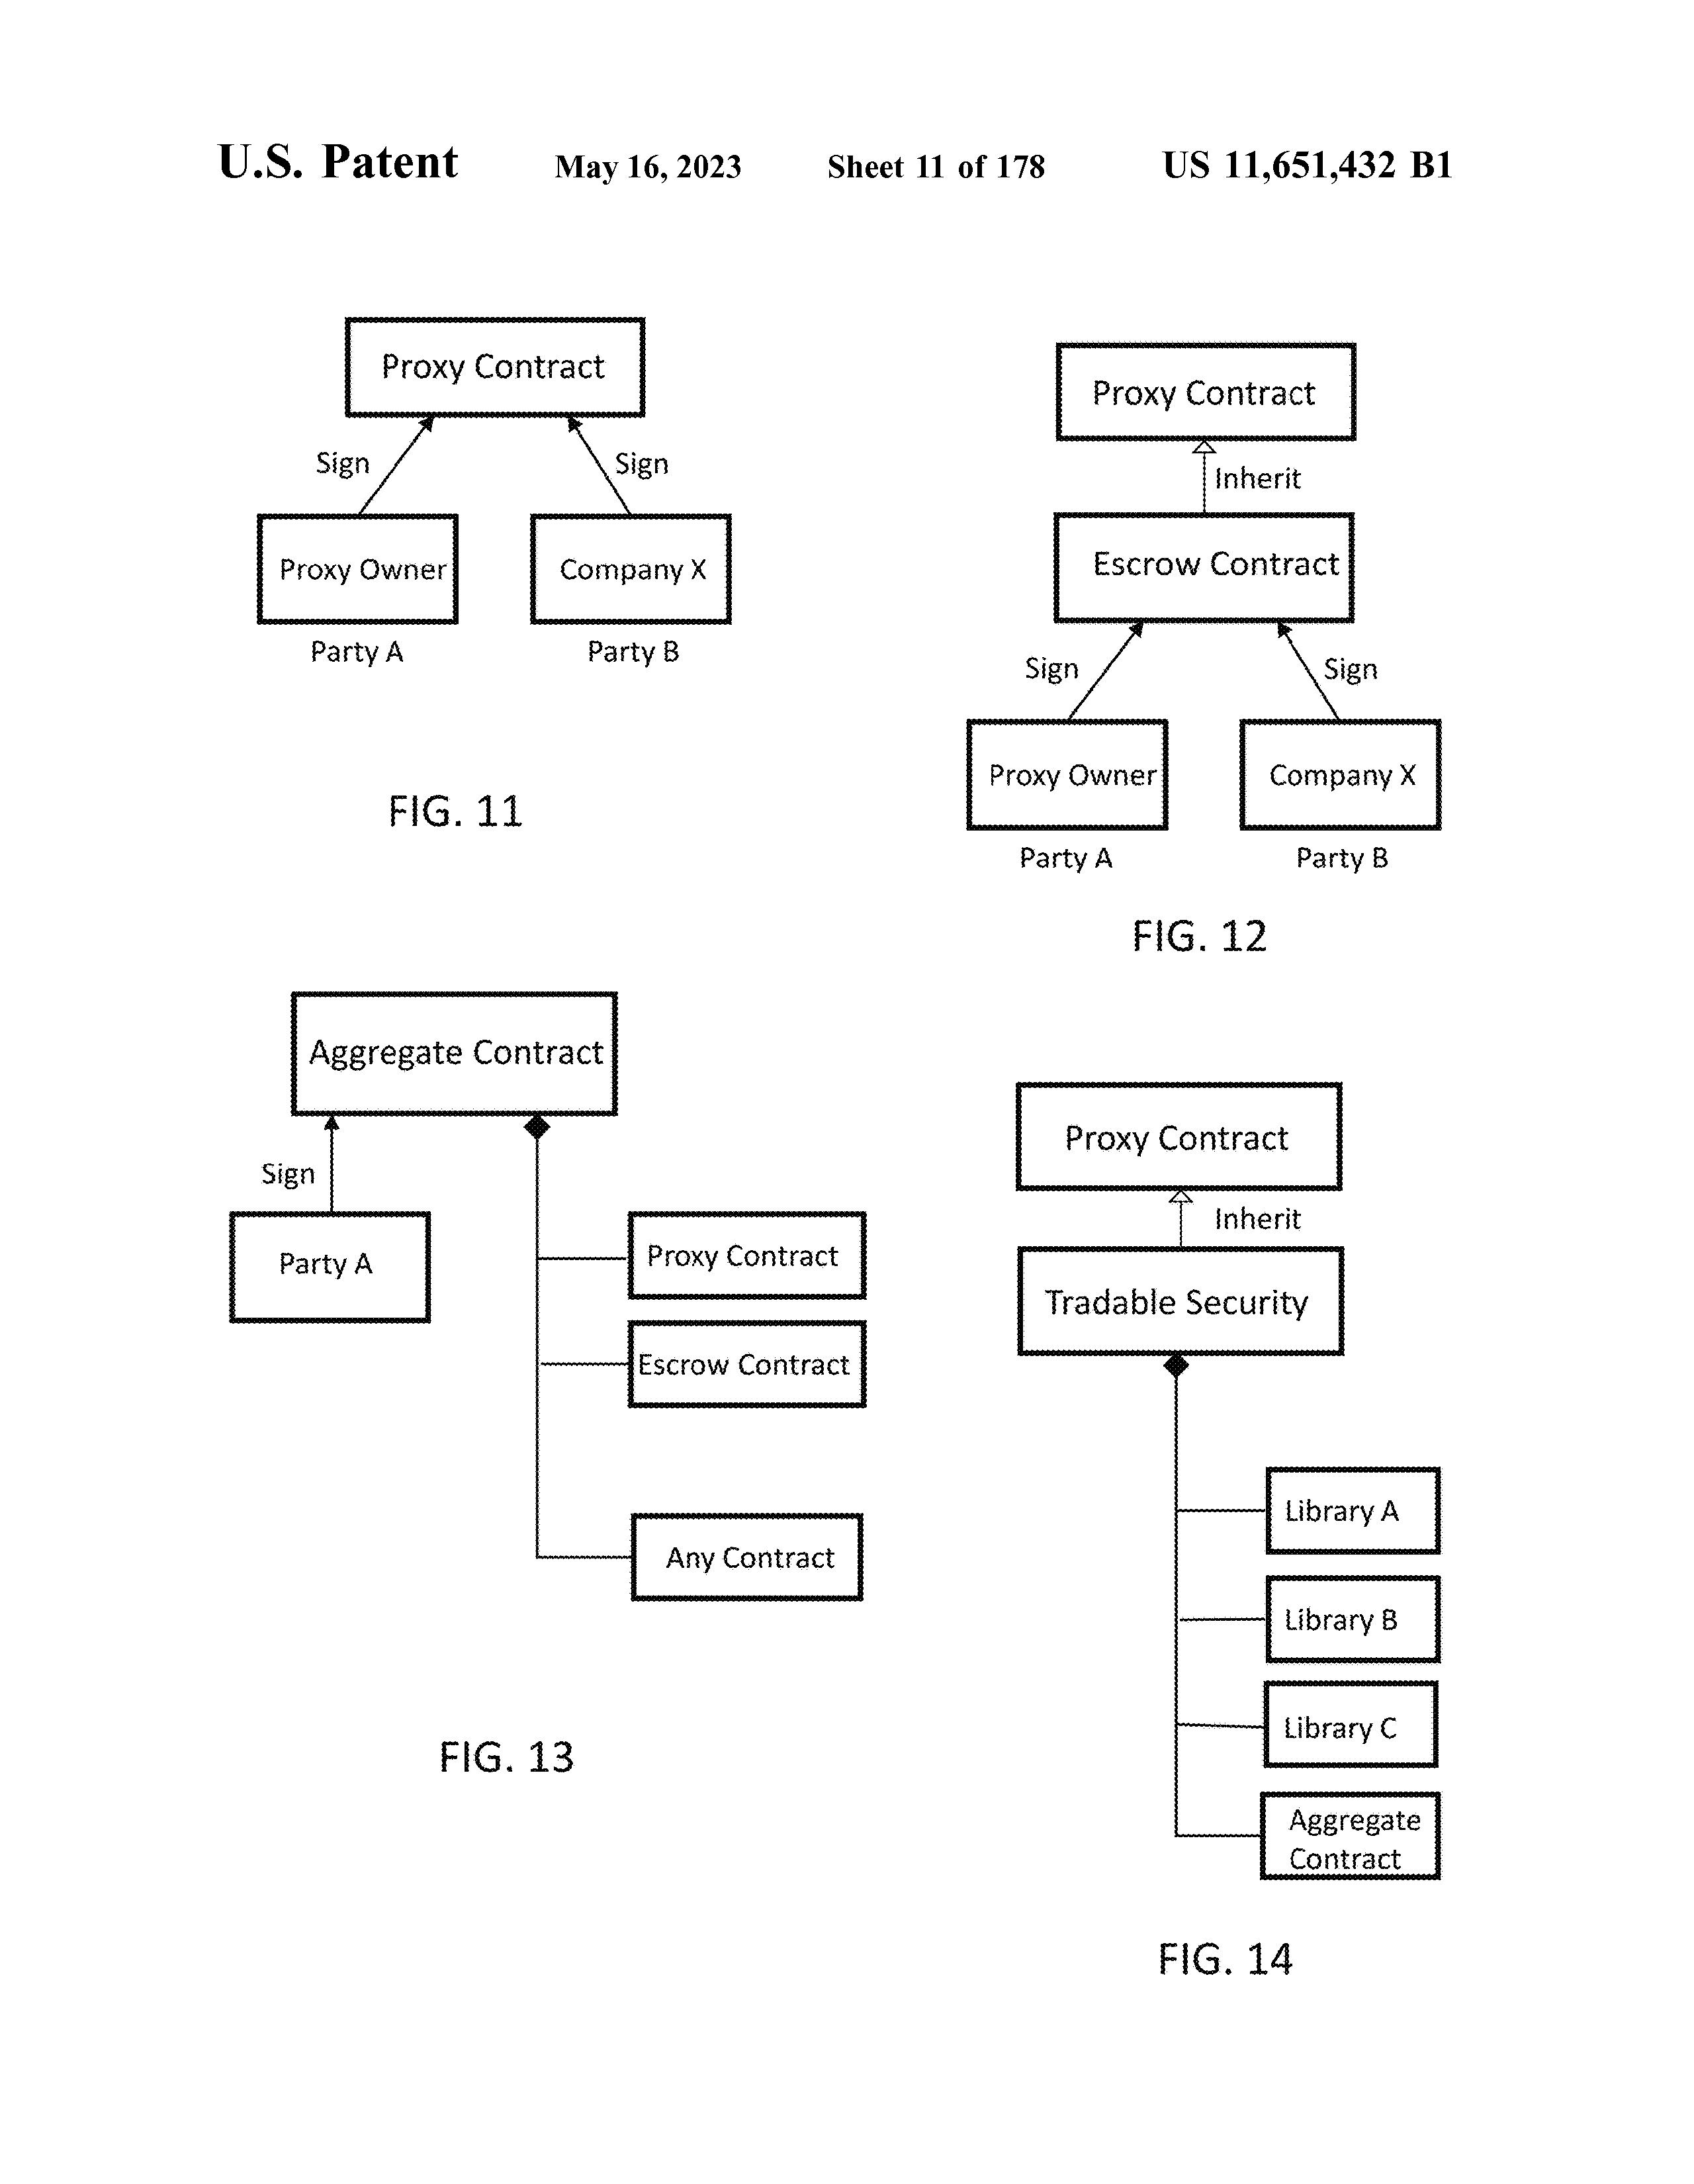 U.S. Patent May 16, 2023 Sheet 11 of 178 US 11,651,432 B1
Proxy Contract
Sign
Sign
Proxy Owner
Company X
Party A
Party B
FIG. 11
Proxy Contract
Inherit
Escrow Contract
Sign
Sign
Proxy Owner
Company X
Party A
Party B
FIG. 12
Aggregate Contract
Sign
Party A
Proxy Contract
Escrow Contract
Any Contract
FIG. 13
Proxy Contract
Inherit
Tradable Security
Library A
Library B
Library C
Aggregate
Contract
FIG. 14